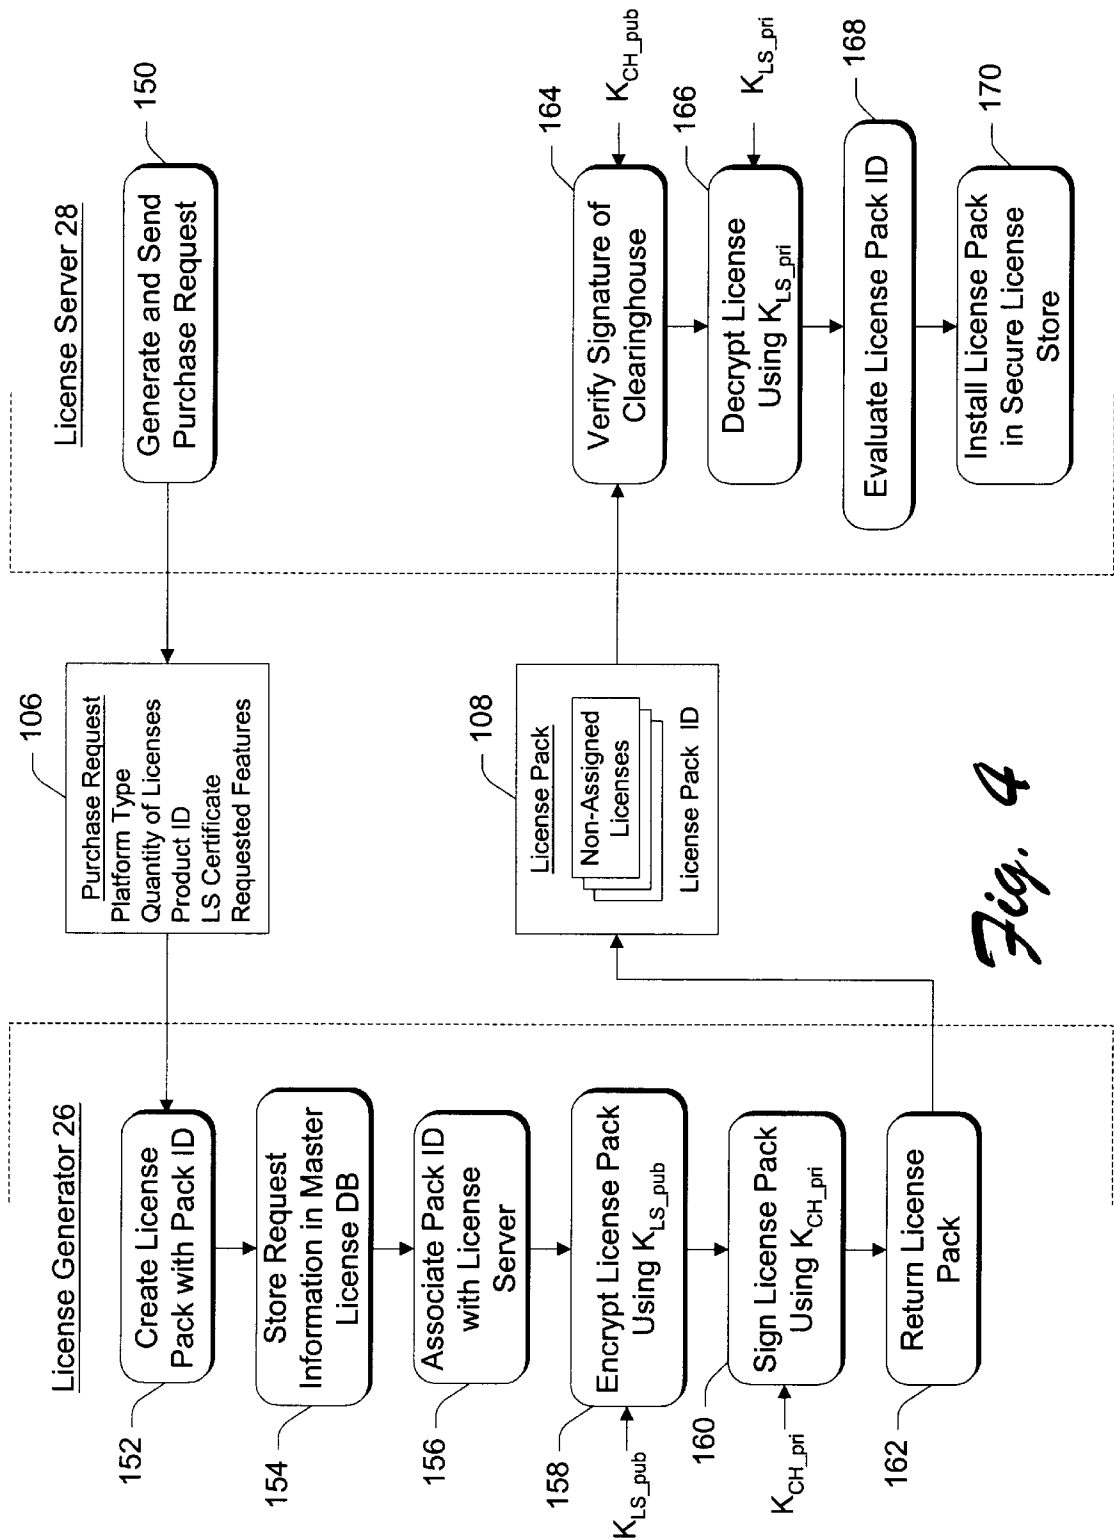 License Generator 26
152
Create License
Pack with Pack ID
154
Store Request
Information in Master
License DB
156
Associate Pack ID
with License
Server
158
Encrypt License Pack
Using K_LS_pub
K_LS_pub
160
Sign License Pack
Using K_CH_pri
K_CH_pri
162
Return License
Pack
106
Purchase Request
Platform Type
Quantity of Licenses
Product ID
LS Certificate
Requested Features
108
License Pack
Non-Assigned
Licenses
License Pack ID
License Server 28
150
Generate and Send
Purchase Request
164
Verify Signature of
Clearinghouse
K_CH_pub
166
Decrypt License
Using K_LS_pri
K_LS_pri
168
Evaluate License Pack ID
170
Install License Pack
in Secure License
Store
Fig. 4